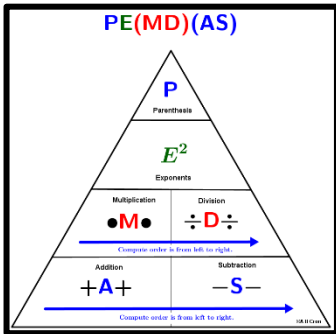 PE(MD)(AS)
P
Parenthesis
E²
Exponents
Multiplication Division
•M• ÷D÷
Compute order is from left to right.
Addition Subtraction
+A+ −S−
Compute order is from left to right.